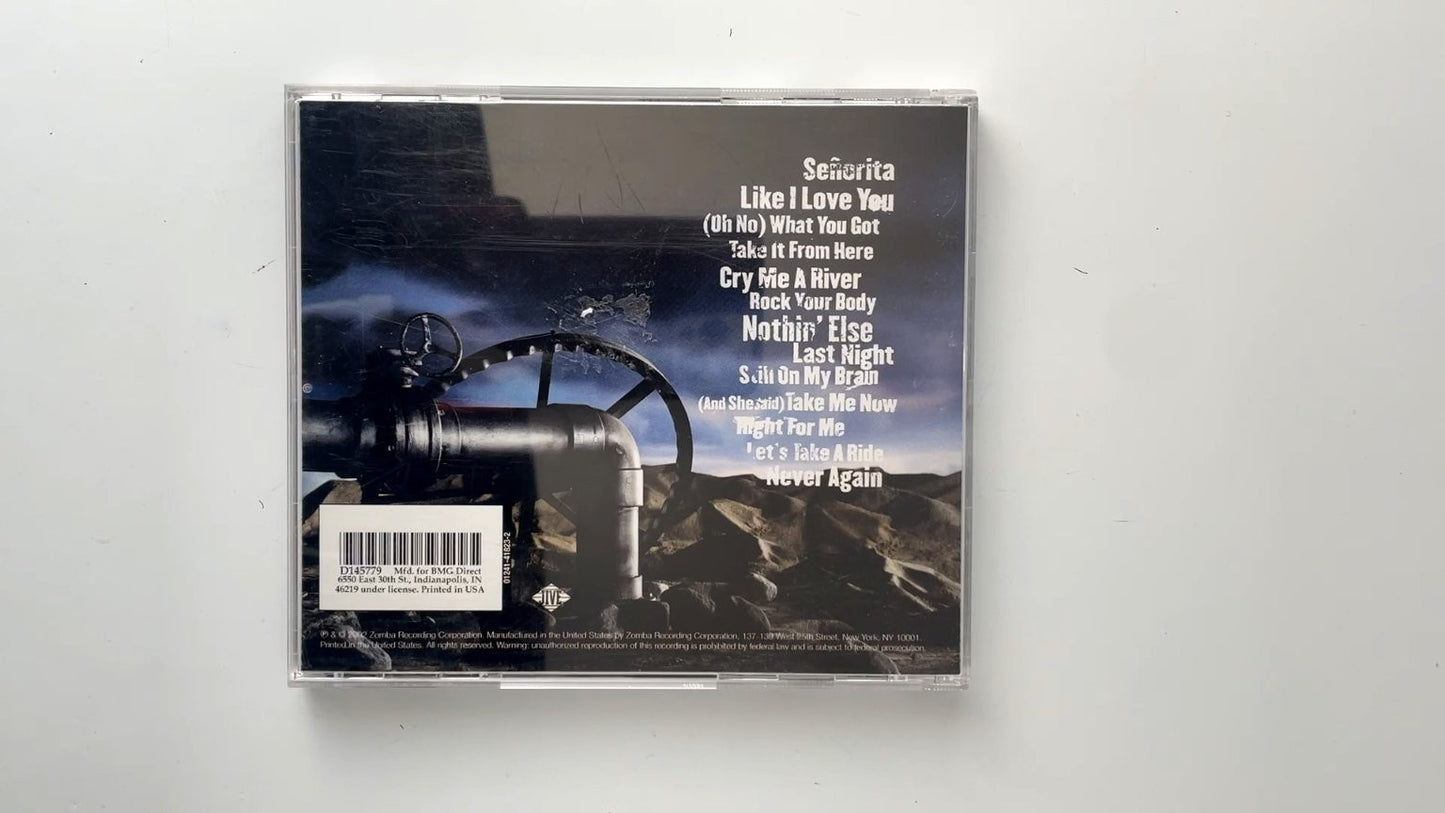 Señorita
Like I Love You
(Oh No) What You Got
Take It From Here
Cry Me A River
Rock Your Body
Nothin' Else
Last Night
Still On My Brain
(And She Said) Take Me Now
Right For Me
Let's Take A Ride
Never Again
D145779 Mfd. for BMG Direct
6550 East 30th St., Indianapolis, IN
46219 under license. Printed in USA
01241-41823-2
JIVE
℗ & © 2002 Zomba Recording Corporation. Manufactured in the United States by Zomba Recording Corporation, 137-139 West 25th Street, New York, NY 10001.
Printed in the United States. All rights reserved. Warning: unauthorized reproduction of this recording is prohibited by federal law and is subject to federal prosecution.